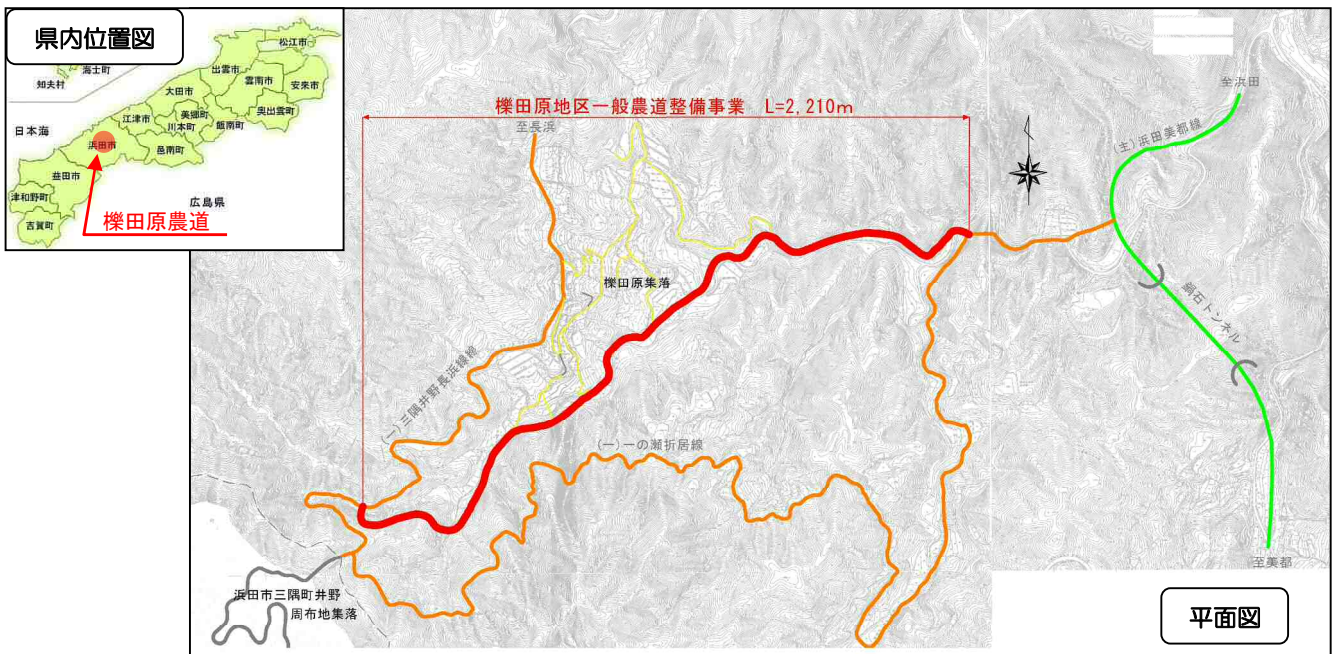 県内位置図
松江市
海士町
知夫村
出雲市
安来市
雲南市
大田市
奥出雲町
美郷町
飯南町
江津市
川本町
日本海
浜田市
邑南町
益田市
広島県
津和野町
吉賀町
櫟田原農道
櫟田原地区一般農道整備事業 L=2,210m
至長浜
至浜田
(主)浜田美都線
櫟田原集落
鍋石トンネル
(一)三隅井野長浜線線
(一)一の瀬折居線
至美都
浜田市三隅町井野
周布地集落
平面図